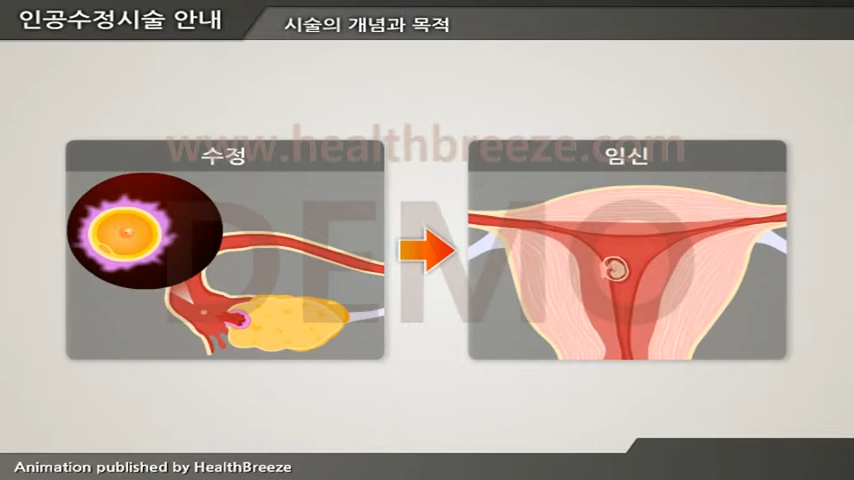 인공수정시술 안내
시술의 개념과 목적
www.healthbreeze.com
수정
임신
DEMO
Animation published by HealthBreeze